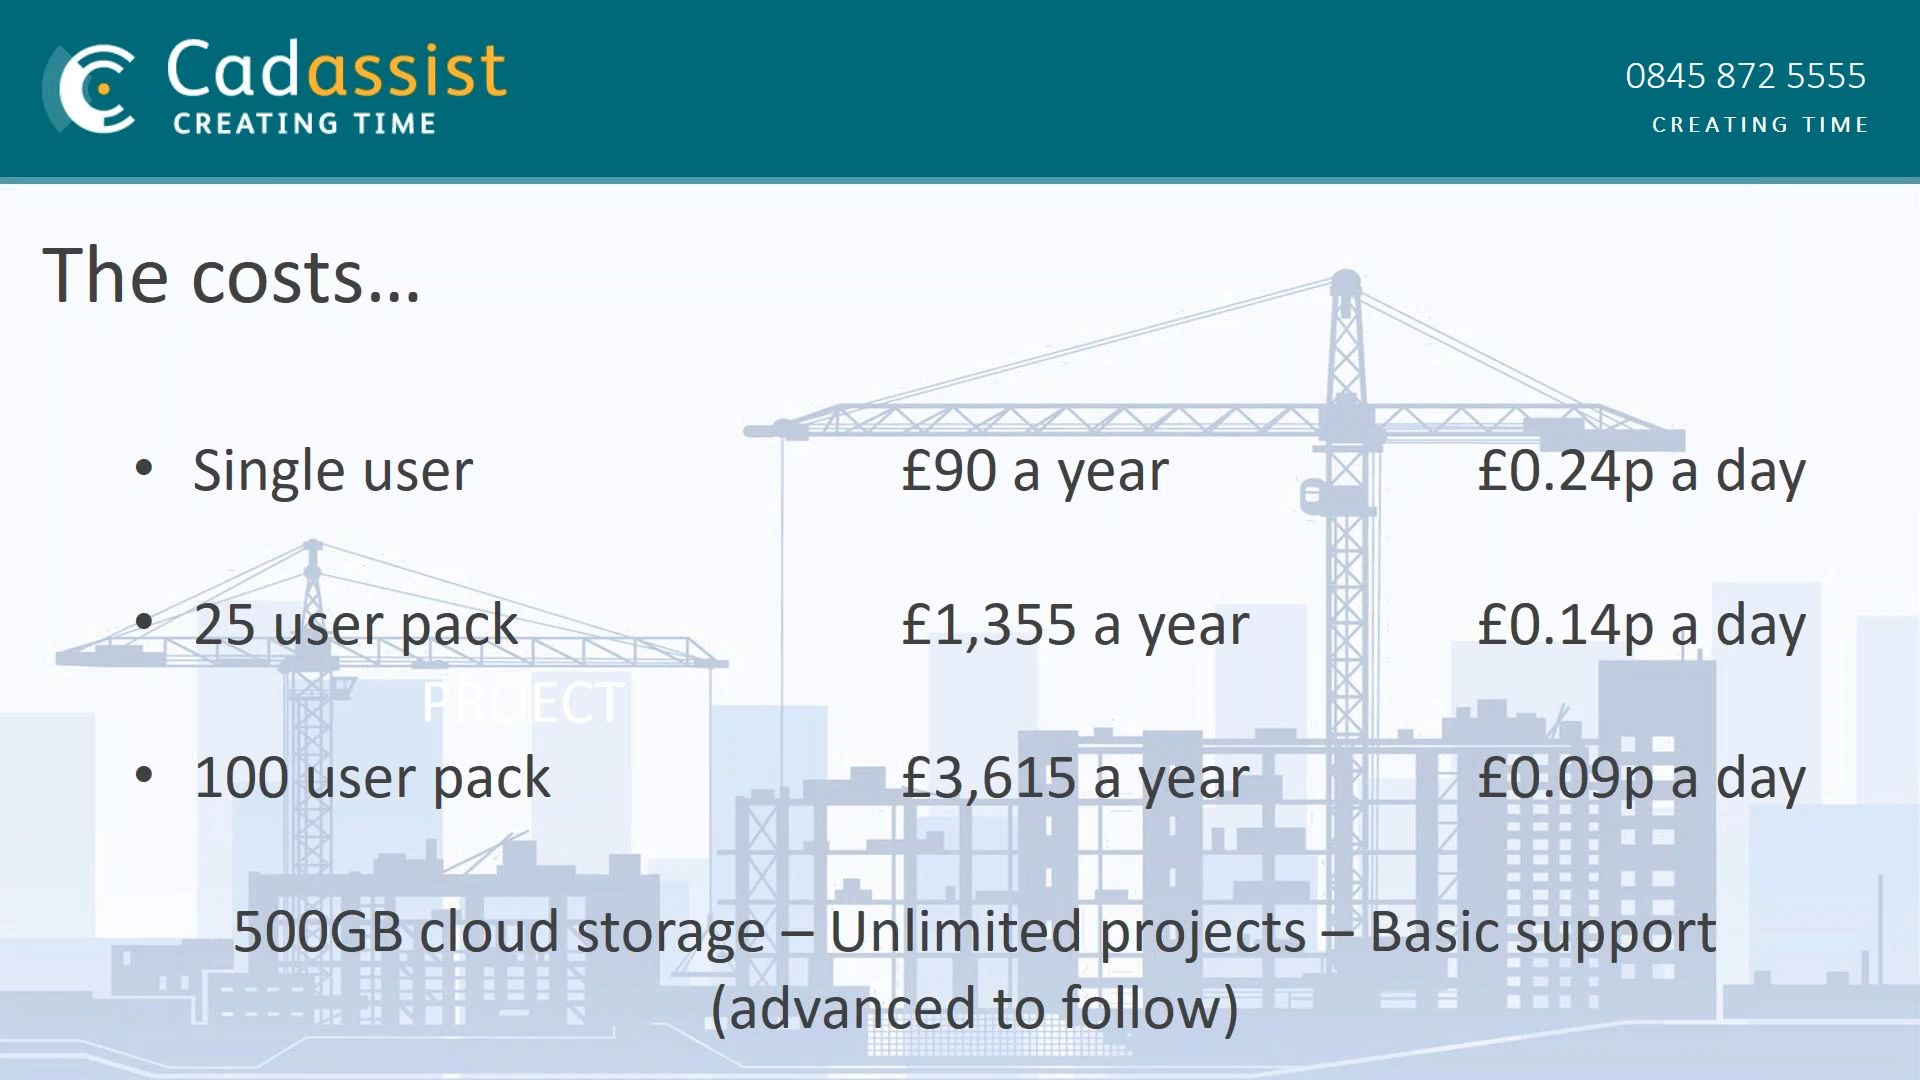 Cadassist
CREATING TIME
0845 872 5555
CREATING TIME
The costs...
• Single user £90 a year £0.24p a day
• 25 user pack £1,355 a year £0.14p a day
PROECT
• 100 user pack £3,615 a year £0.09p a day
500GB cloud storage – Unlimited projects – Basic support
(advanced to follow)